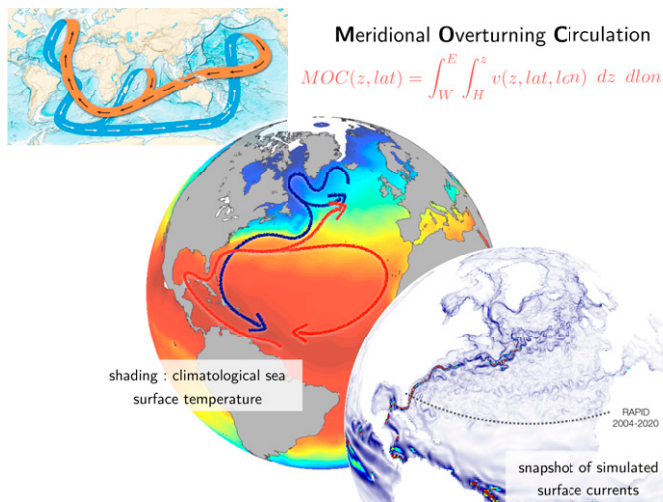 Meridional Overturning Circulation
MOC(z, lat) = ∫_W^E ∫_H^z v(z, lat, lon) dz dlon
shading : climatological sea
surface temperature
RAPID
2004-2020
snapshot of simulated
surface currents